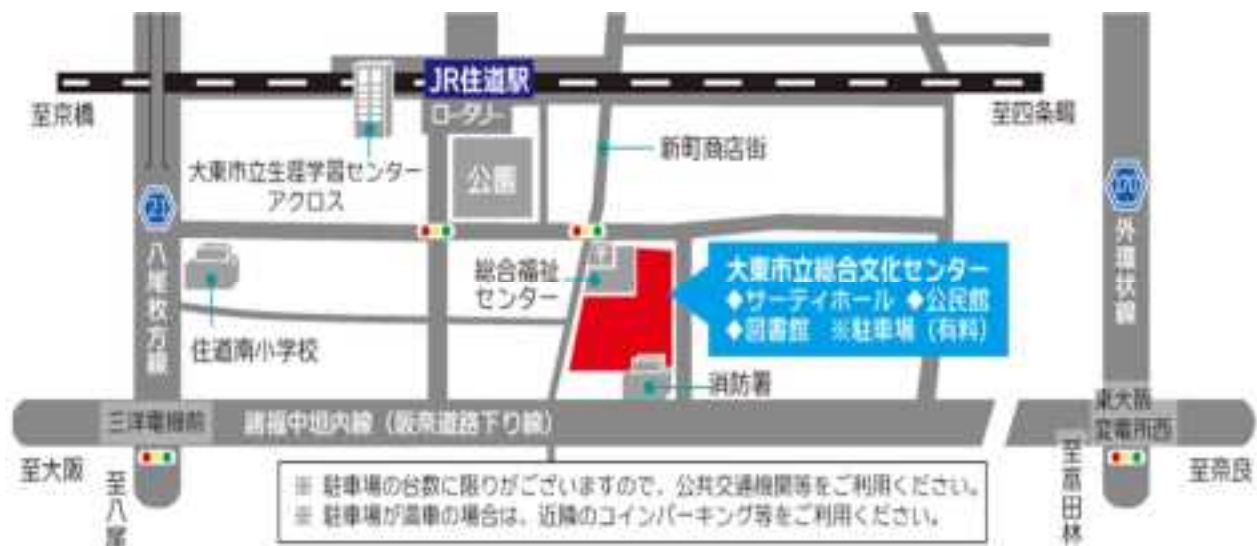 JR住道駅
ロータリー
至京橋
至四条畷
新町商店街
大東市立生涯学習センター
アクロス
公園
21
170
八尾枚方線
外環状線
総合福祉
センター
大東市立総合文化センター
◆サーティホール ◆公民館
◆図書館 ※駐車場（有料）
住道南小学校
消防署
三洋電機前
諸福中垣内線（阪奈道路下り線）
東大阪
変電所西
至大阪
至八尾
至富田林
至奈良
※ 駐車場の台数に限りがございますので、公共交通機関等をご利用ください。
※ 駐車場が満車の場合は、近隣のコインパーキング等をご利用ください。